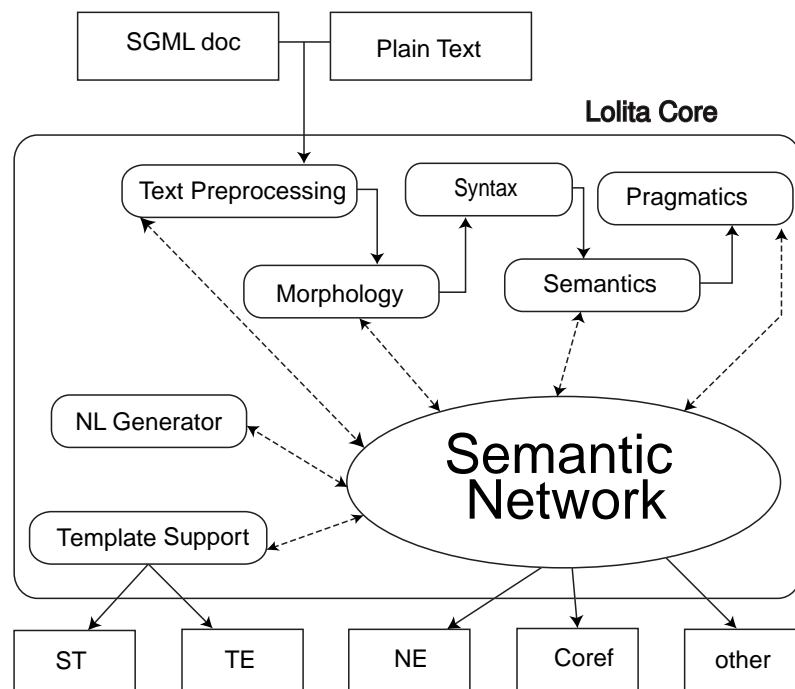 SGML doc
Plain Text
Lolita Core
Text Preprocessing
Syntax
Pragmatics
Morphology
Semantics
NL Generator
Semantic
Network
Template Support
ST
TE
NE
Coref
other